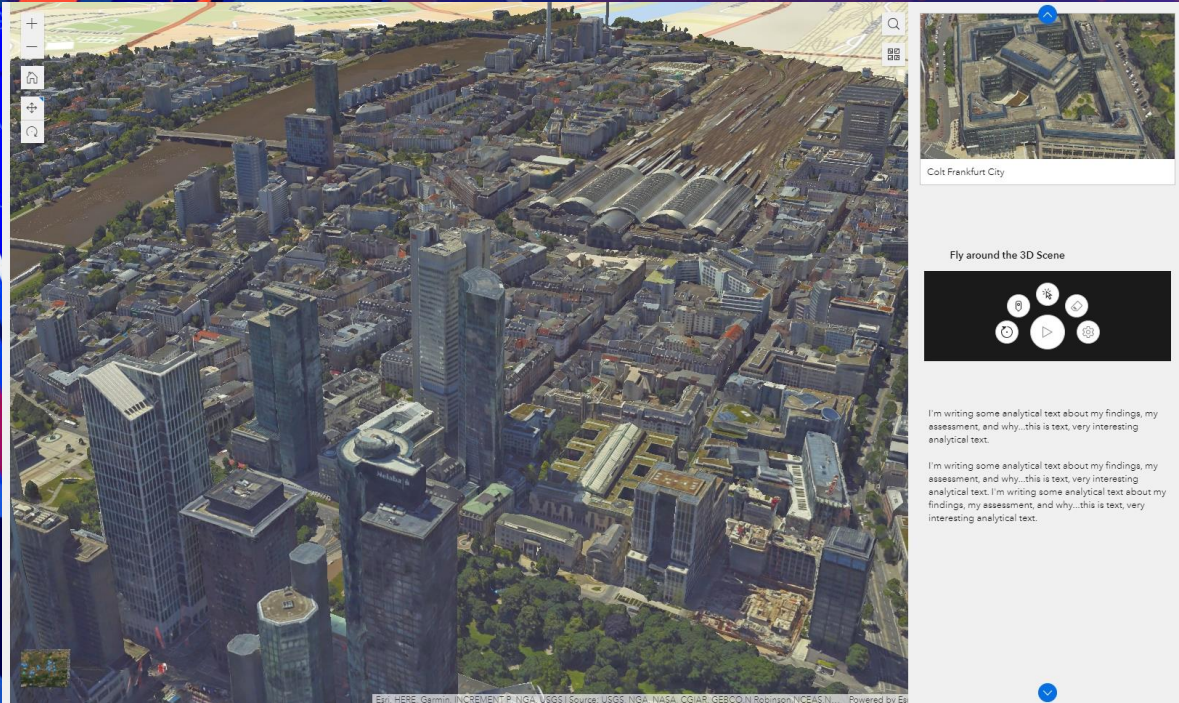 Helaba
Esri, HERE, Garmin, INCREMENT P, NGA, USGS | Source: USGS, NGA, NASA, CGIAR, GEBCO,N Robinson,NCEAS,N...
Powered by Esri
Colt Frankfurt City
Fly around the 3D Scene
I'm writing some analytical text about my findings, my
assessment, and why...this is text, very interesting
analytical text.
I'm writing some analytical text about my findings, my
assessment, and why...this is text, very interesting
analytical text. I'm writing some analytical text about my
findings, my assessment, and why...this is text, very
interesting analytical text.